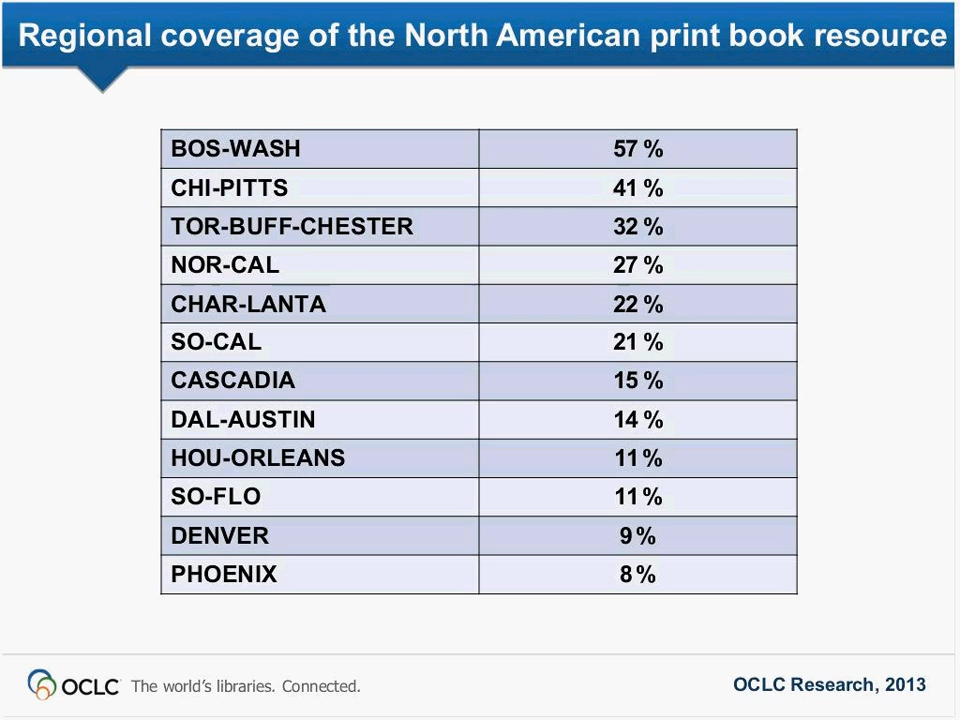 Regional coverage of the North American print book resource
BOS-WASH 57 %
CHI-PITTS 41 %
TOR-BUFF-CHESTER 32 %
NOR-CAL 27 %
CHAR-LANTA 22 %
SO-CAL 21 %
CASCADIA 15 %
DAL-AUSTIN 14 %
HOU-ORLEANS 11 %
SO-FLO 11 %
DENVER 9 %
PHOENIX 8 %
OCLC The world’s libraries. Connected. OCLC Research, 2013